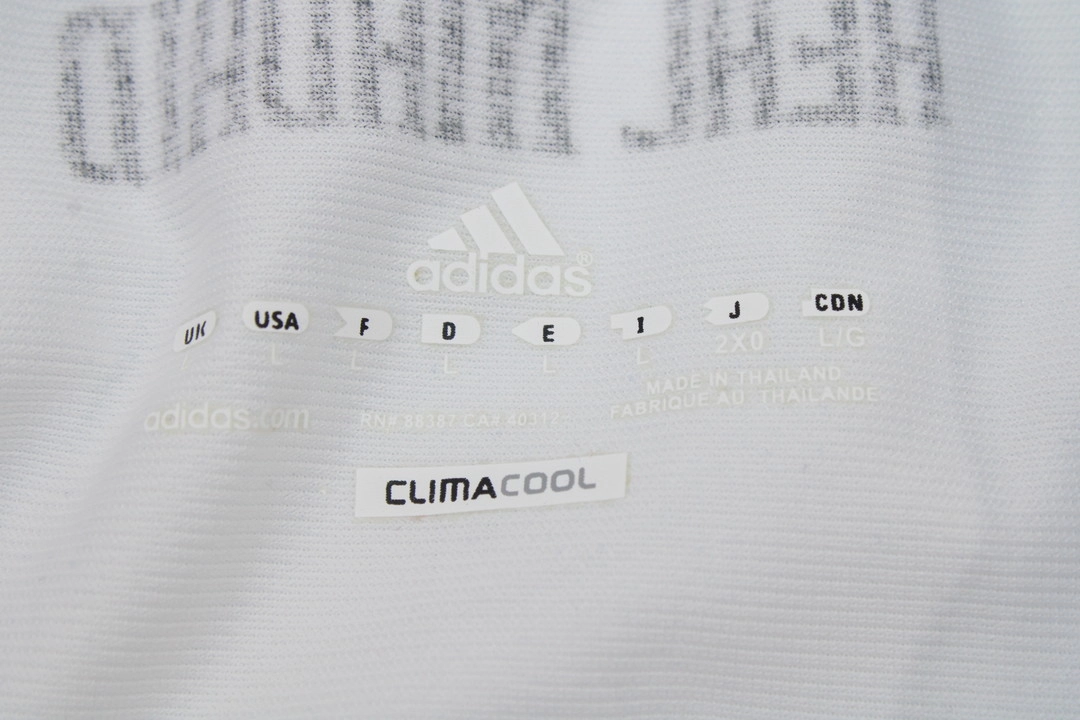 adidas®
UK USA F D E I J CDN
L L L L L 2XO L/G
adidas.com RN# 88387 CA# 40312 MADE IN THAILAND
FABRIQUE AU THAILANDE
CLIMACOOL